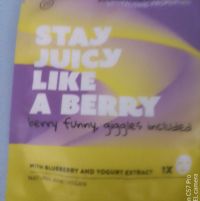 STAY
JUICY
LIKE
A BERRY
berry funny, giggles included
WITH BLUEBERRY AND YOGURT EXTRACT
1X